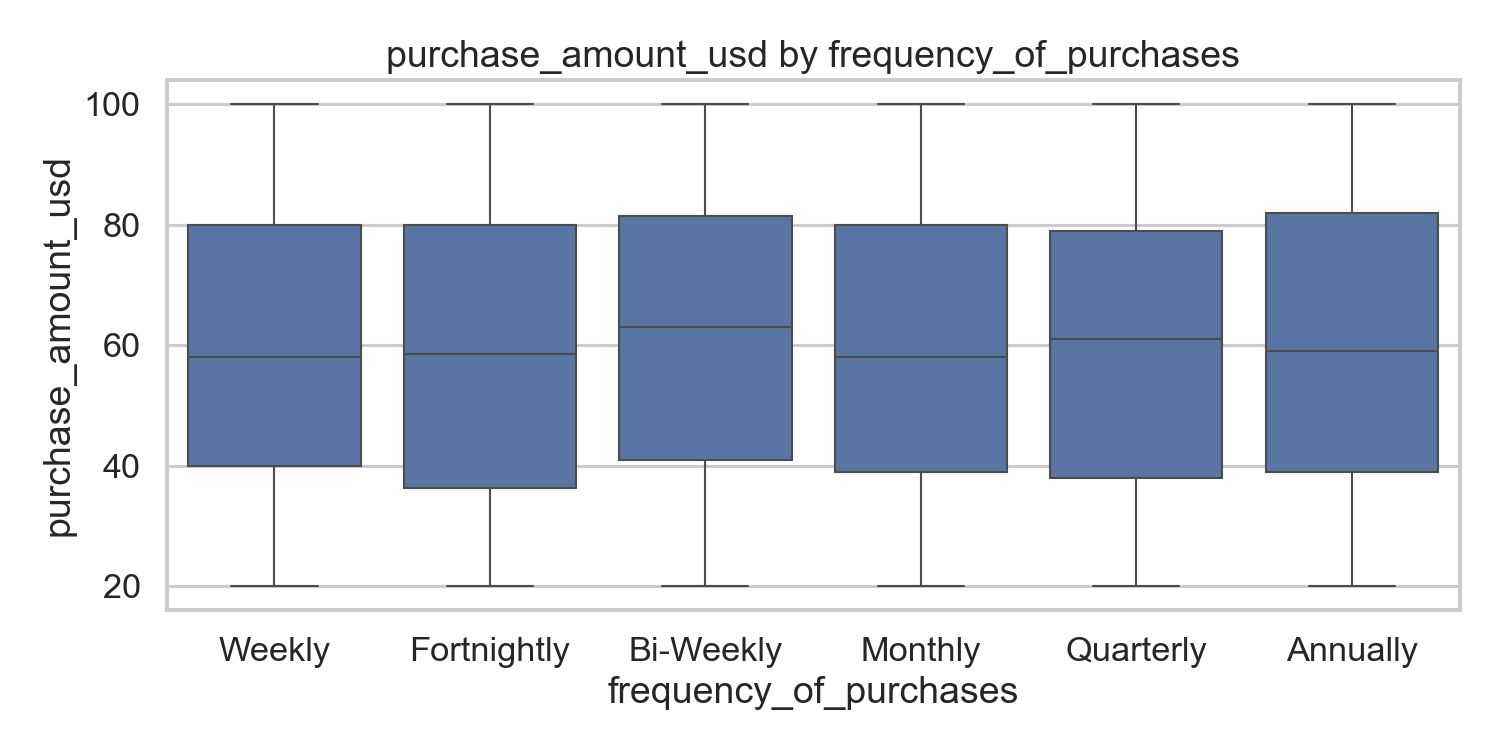 purchase_amount_usd by frequency_of_purchases
purchase_amount_usd
100
80
60
40
20
Weekly Fortnightly Bi-Weekly Monthly Quarterly Annually
frequency_of_purchases